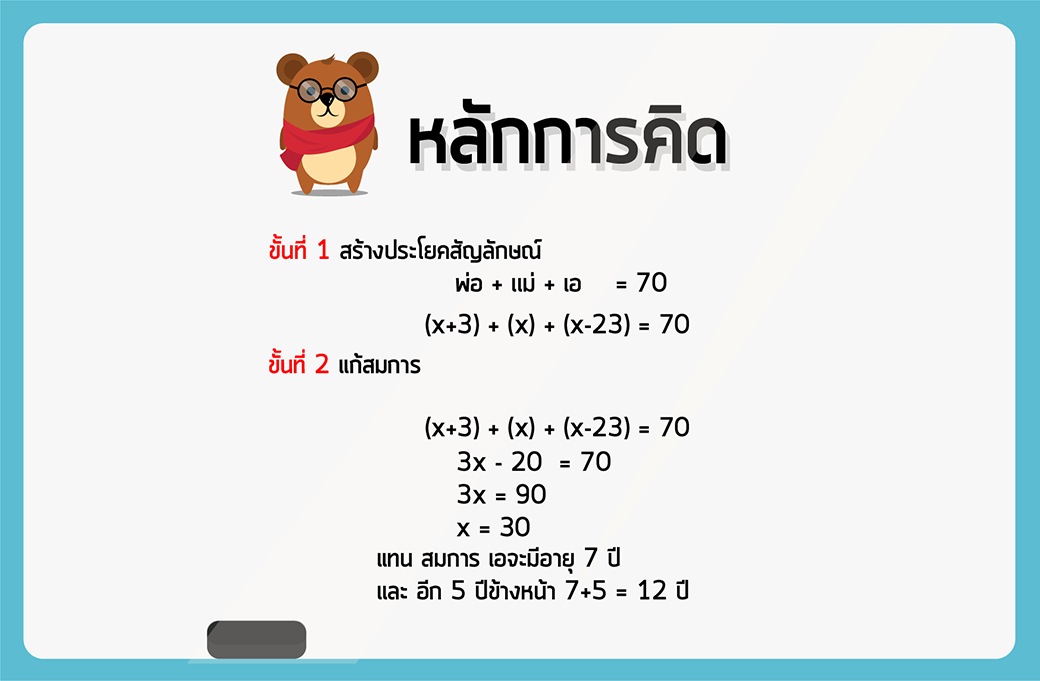 หลักการคิด
ขั้นที่ 1 สร้างประโยคสัญลักษณ์
พ่อ + แม่ + เอ = 70
(x+3) + (x) + (x-23) = 70
ขั้นที่ 2 แก้สมการ
(x+3) + (x) + (x-23) = 70
3x - 20 = 70
3x = 90
x = 30
แทน สมการ เอจะมีอายุ 7 ปี
และ อีก 5 ปีข้างหน้า 7+5 = 12 ปี